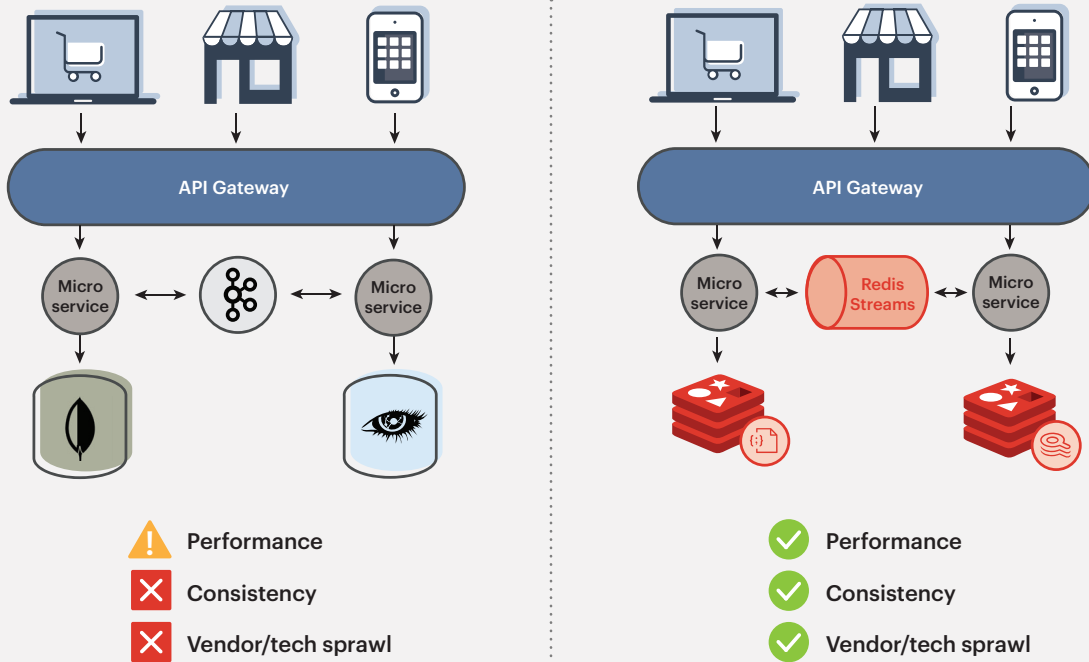 API Gateway
Micro
service
Micro
service
Performance
Consistency
Vendor/tech sprawl
API Gateway
Micro
service
Redis
Streams
Micro
service
{;}
Performance
Consistency
Vendor/tech sprawl